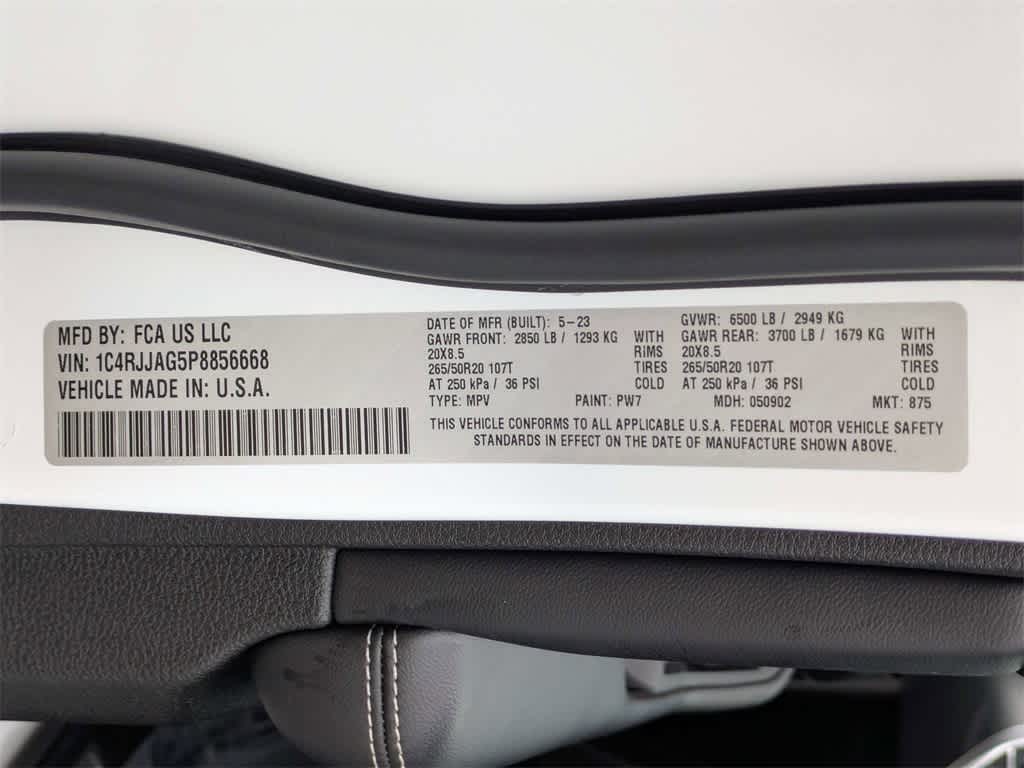 MFD BY: FCA US LLC
VIN: 1C4RJJAG5P8856668
VEHICLE MADE IN: U.S.A.
DATE OF MFR (BUILT): 5-23
GAWR FRONT: 2850 LB / 1293 KG WITH
20X8.5 RIMS
265/50R20 107T TIRES
AT 250 kPa / 36 PSI COLD
GVWR: 6500 LB / 2949 KG
GAWR REAR: 3700 LB / 1679 KG WITH
20X8.5 RIMS
265/50R20 107T TIRES
AT 250 kPa / 36 PSI COLD
TYPE: MPV PAINT: PW7 MDH: 050902 MKT: 875
THIS VEHICLE CONFORMS TO ALL APPLICABLE U.S.A. FEDERAL MOTOR VEHICLE SAFETY
STANDARDS IN EFFECT ON THE DATE OF MANUFACTURE SHOWN ABOVE.